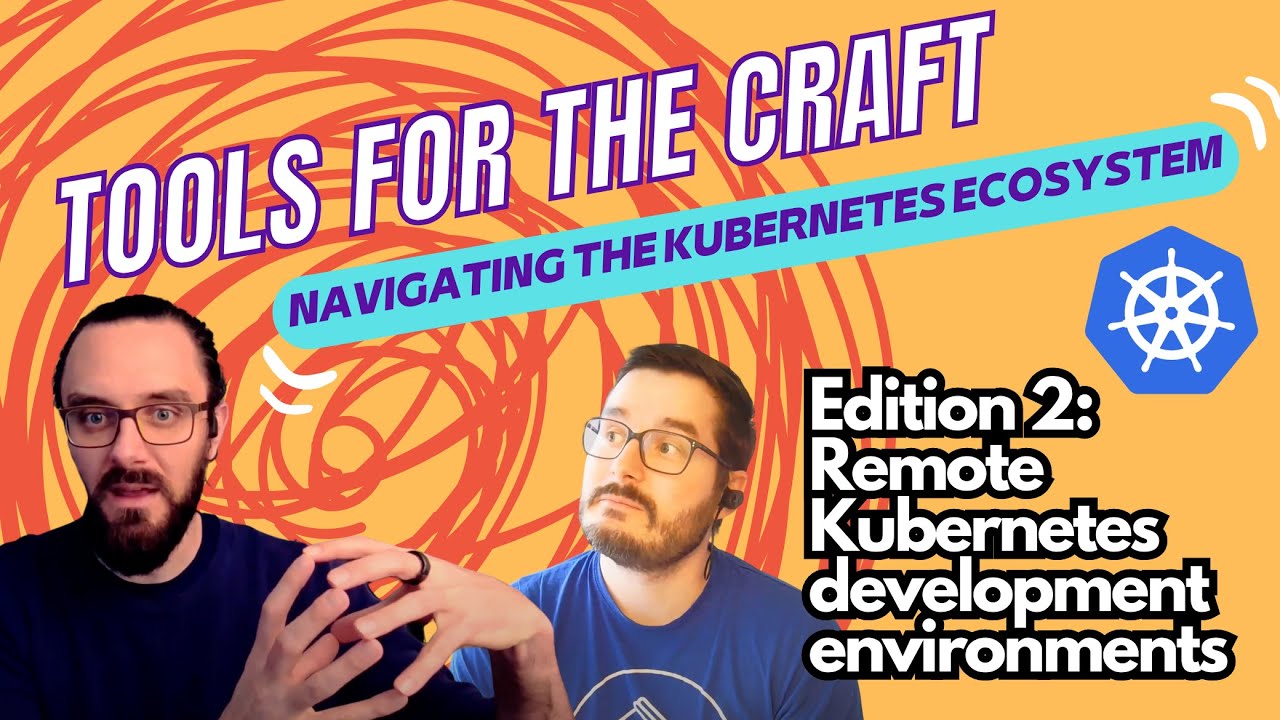 TOOLS FOR THE CRAFT
NAVIGATING THE KUBERNETES ECOSYSTEM
Edition 2:
Remote
Kubernetes
development
environments